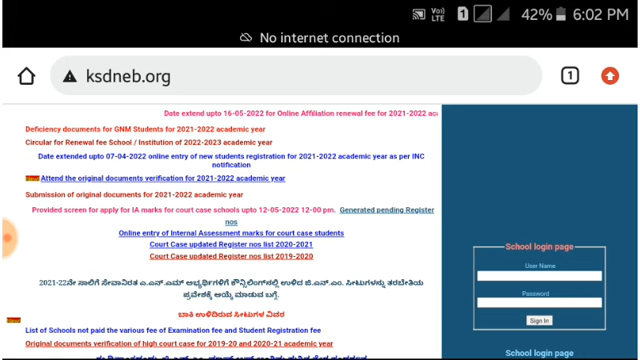 Vo)) LTE 1 42% 6:02 PM
No internet connection
ksdneb.org 1
Date extend upto 16-05-2022 for Online Affiliation renewal fee for 2021-2022 ac
Deficiency documents for GNM Students for 2021-2022 academic year
Circular for Renewal fee School / Institution of 2022-2023 academic year
Date extended upto 07-04-2022 online entry of new students registration for 2021-2022 academic year as per INC
notification
Attend the original documents verification for 2021-2022 academic year
Submission of original documents for 2021-2022 academic year
Provided screen for apply for IA marks for court case schools upto 12-05-2022 12-00 pm. Generated pending Register
nos
Online entry of Internal Assessment marks for court case students
Court Case updated Register nos list 2020-2021
Court Case updated Register nos list 2019-2020
2021-22ನೇ ಸಾಲಿಗೆ ಸೇವಾನಿರತ ಎ.ಎನ್.ಎಮ್ ಅಭ್ಯರ್ಥಿಗಳಿಗೆ ಕೌನ್ಸಿಲಿಂಗ್‌ನಲ್ಲಿ ಉಳಿದ ಜಿ.ಎನ್.ಎಂ. ಸೀಟುಗಳನ್ನು ತರಬೇತಿಯ
ಪ್ರವೇಶಕ್ಕೆ ಆಯ್ಕೆ ಮಾಡುವ ಬಗ್ಗೆ.
ಬಾಕಿ ಉಳಿದಿರುವ ಸೀಟುಗಳ ವಿವರ
List of Schools not paid the various fee of Examination fee and Student Registration fee
Original documents verification of high court case for 2019-20 and 2020-21 academic year
School login page
User Name
Password
Sign In
School login page